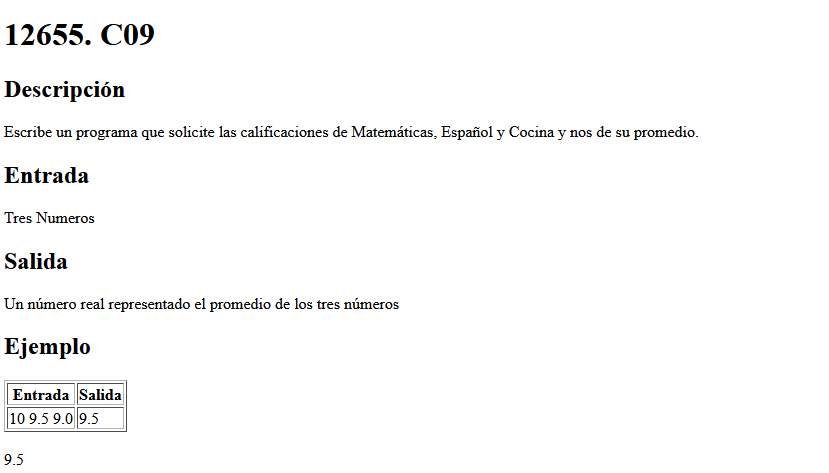 12655. C09
Descripción
Escribe un programa que solicite las calificaciones de Matemáticas, Español y Cocina y nos de su promedio.
Entrada
Tres Numeros
Salida
Un número real representado el promedio de los tres números
Ejemplo
Entrada Salida
10 9.5 9.0 9.5
9.5